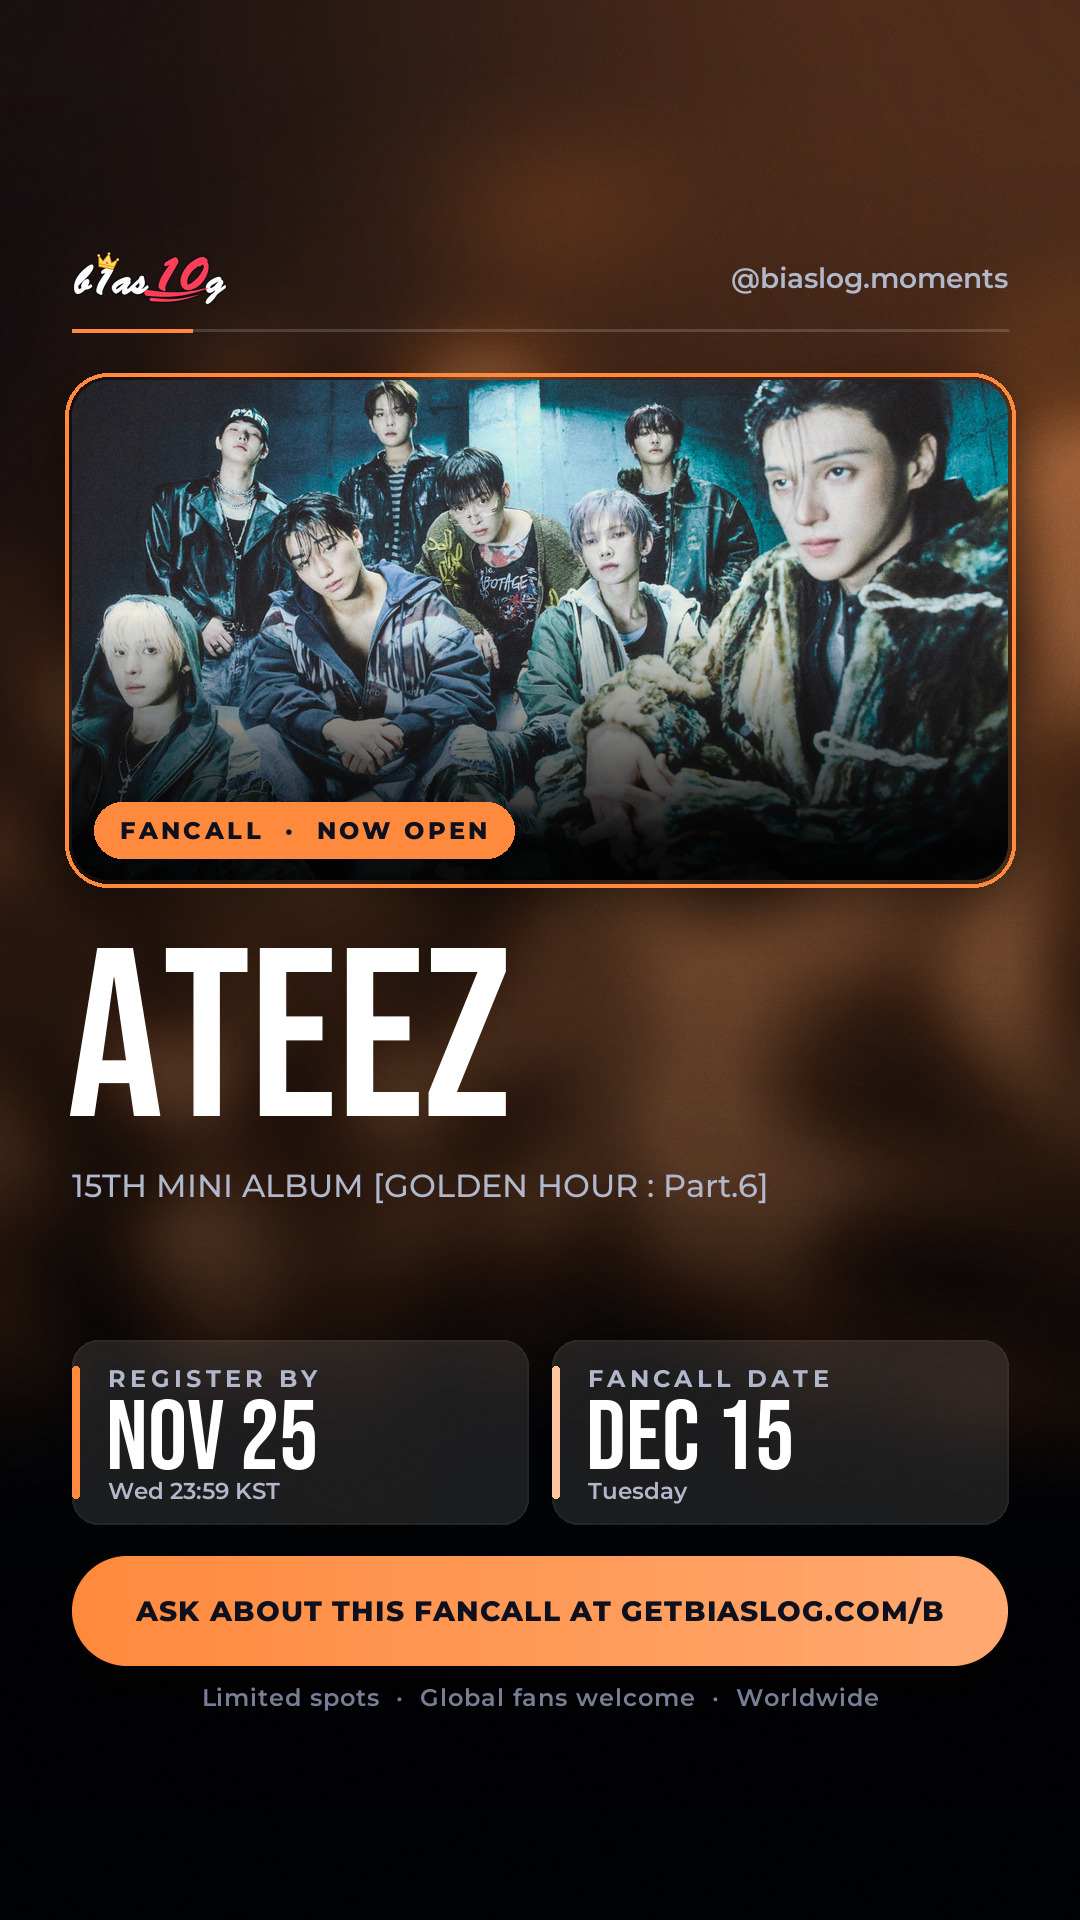 b1as10g
@biaslog.moments
R*AFF
ABOTAGE
FANCALL · NOW OPEN
ATEEZ
15TH MINI ALBUM [GOLDEN HOUR : Part.6]
REGISTER BY
NOV 25
Wed 23:59 KST
FANCALL DATE
DEC 15
Tuesday
ASK ABOUT THIS FANCALL AT GETBIASLOG.COM/B
Limited spots · Global fans welcome · Worldwide